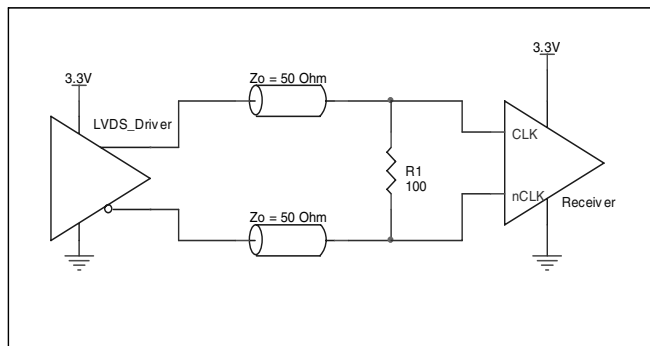 3.3V
LVDS_Driver
Zo = 50 Ohm
Zo = 50 Ohm
R1
100
3.3V
CLK
nCLK
Receiver